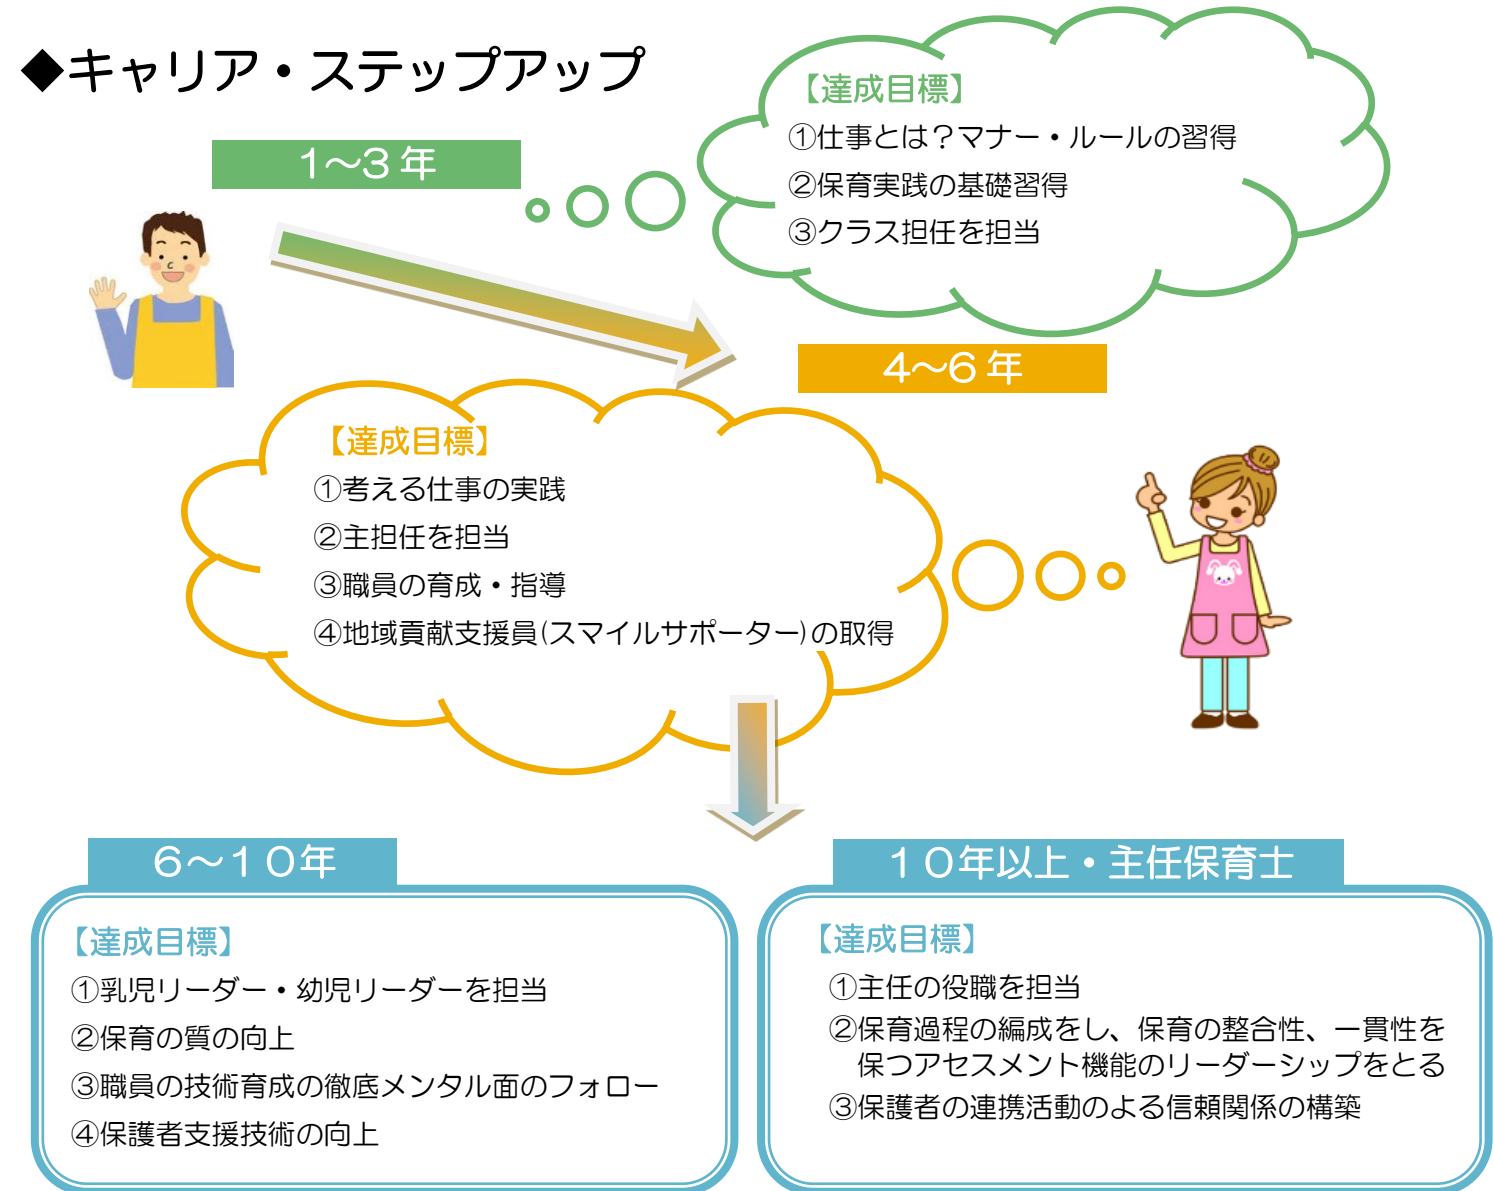 ◆キャリア・ステップアップ
1～3年
【達成目標】
①仕事とは？マナー・ルールの習得
②保育実践の基礎習得
③クラス担任を担当
4～6年
【達成目標】
①考える仕事の実践
②主担任を担当
③職員の育成・指導
④地域貢献支援員(スマイルサポーター)の取得
６～１０年
【達成目標】
①乳児リーダー・幼児リーダーを担当
②保育の質の向上
③職員の技術育成の徹底メンタル面のフォロー
④保護者支援技術の向上
１０年以上・主任保育士
【達成目標】
①主任の役職を担当
②保育過程の編成をし、保育の整合性、一貫性を
保つアセスメント機能のリーダーシップをとる
③保護者の連携活動のよる信頼関係の構築